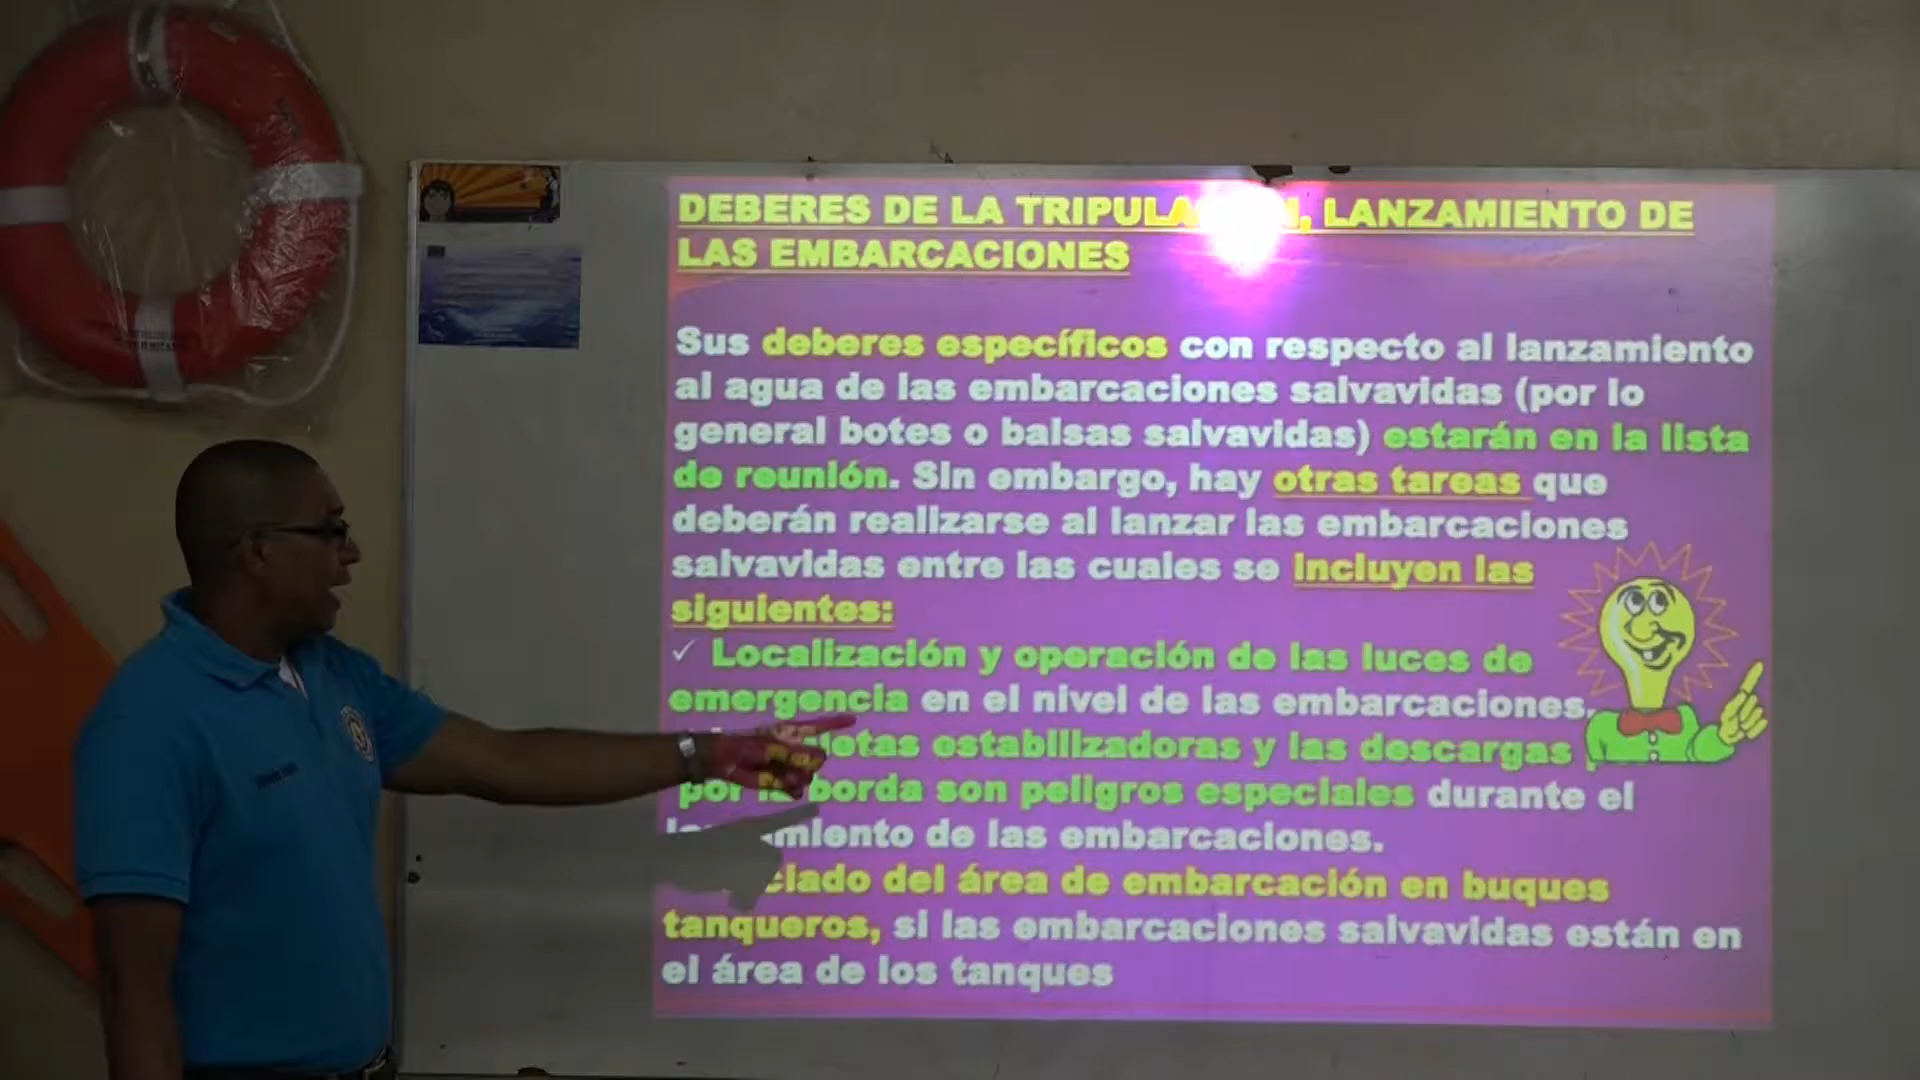 DEBERES DE LA TRIPULA N, LANZAMIENTO DE
LAS EMBARCACIONES
Sus deberes específicos con respecto al lanzamiento
al agua de las embarcaciones salvavidas (por lo
general botes o balsas salvavidas) estarán en la lista
de reunión. Sin embargo, hay otras tareas que
deberán realizarse al lanzar las embarcaciones
salvavidas entre las cuales se incluyen las
siguientes:
✓ Localización y operación de las luces de
emergencia en el nivel de las embarcaciones.
estabilizadoras y las descargas
por borda son peligros especiales durante el
miento de las embarcaciones.
ciado del área de embarcación en buques
tanqueros, si las embarcaciones salvavidas están en
el área de los tanques